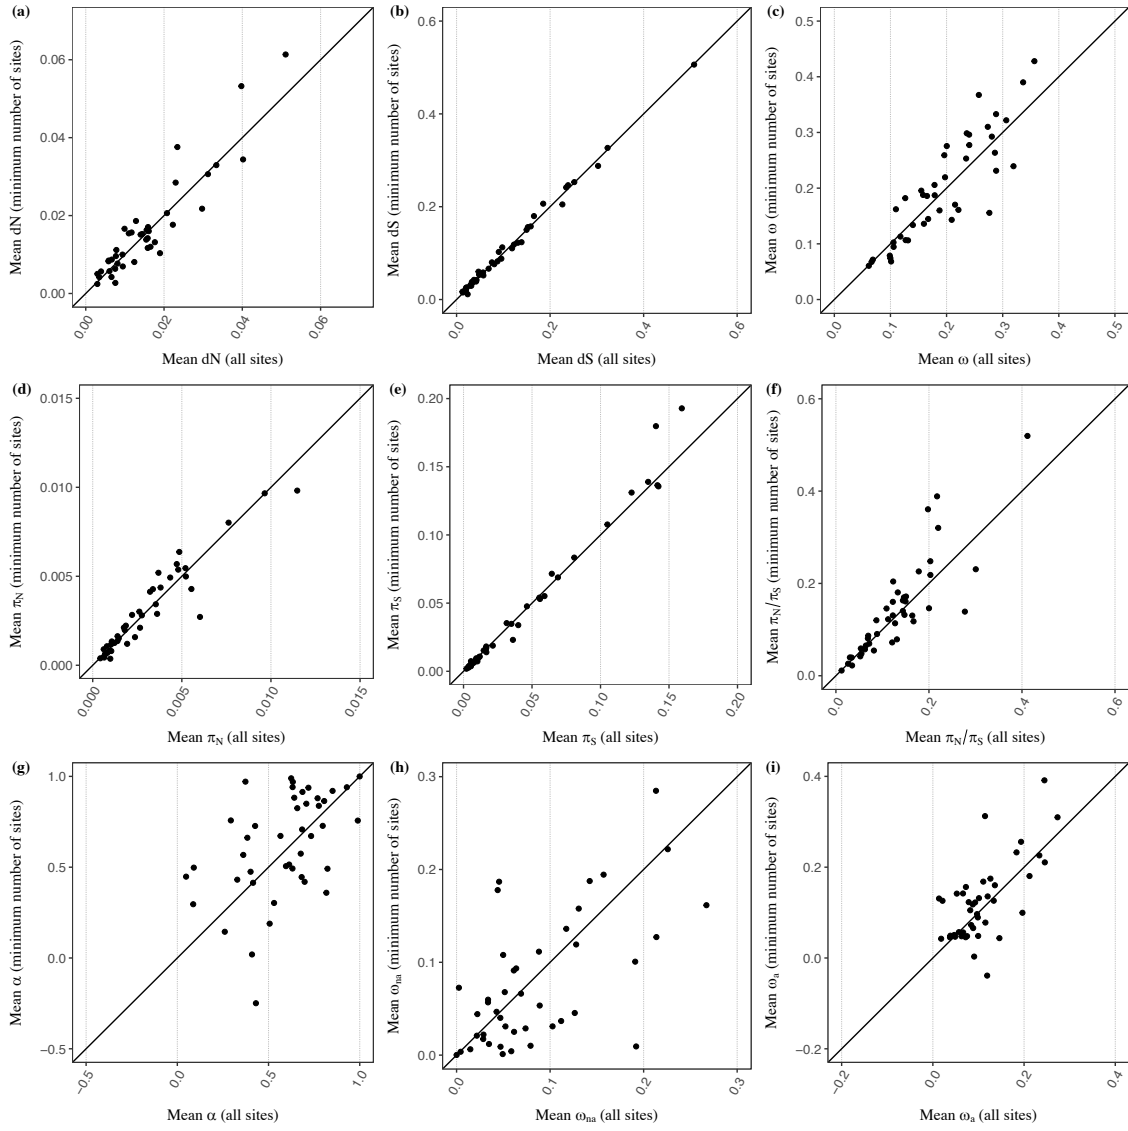 (a)
Mean dN (minimum number of sites)
0.06
0.04
0.02
0.00
0.00
0.02
0.04
0.06
Mean dN (all sites)
(b)
Mean dS (minimum number of sites)
0.6
0.4
0.2
0.0
0.0
0.2
0.4
0.6
Mean dS (all sites)
(c)
Mean ω (minimum number of sites)
0.5
0.4
0.3
0.2
0.1
0.0
0.0
0.1
0.2
0.3
0.4
0.5
Mean ω (all sites)
(d)
Mean π_N (minimum number of sites)
0.015
0.010
0.005
0.000
0.000
0.005
0.010
0.015
Mean π_N (all sites)
(e)
Mean π_S (minimum number of sites)
0.20
0.15
0.10
0.05
0.00
0.00
0.05
0.10
0.15
0.20
Mean π_S (all sites)
(f)
Mean π_N/π_S (minimum number of sites)
0.6
0.4
0.2
0.0
0.0
0.2
0.4
0.6
Mean π_N/π_S (all sites)
(g)
Mean α (minimum number of sites)
1.0
0.5
0.0
−0.5
−0.5
0.0
0.5
1.0
Mean α (all sites)
(h)
Mean ω_na (minimum number of sites)
0.3
0.2
0.1
0.0
0.0
0.1
0.2
0.3
Mean ω_na (all sites)
(i)
Mean ω_a (minimum number of sites)
0.4
0.2
0.0
−0.2
−0.2
0.0
0.2
0.4
Mean ω_a (all sites)